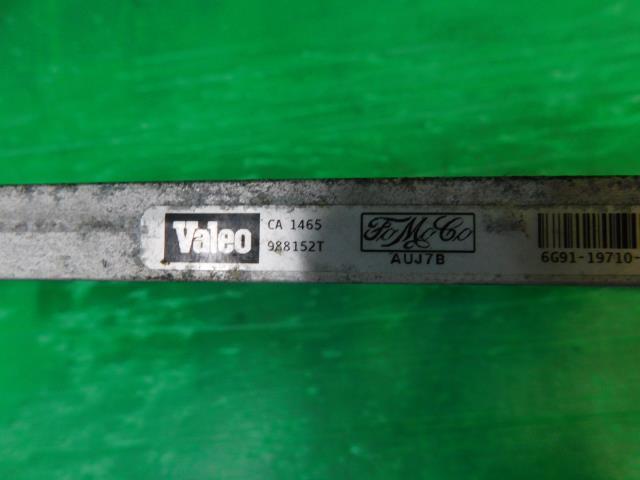 Valeo
CA 1465
988152T
FoMoCo
AUJ7B
6G91-19710-